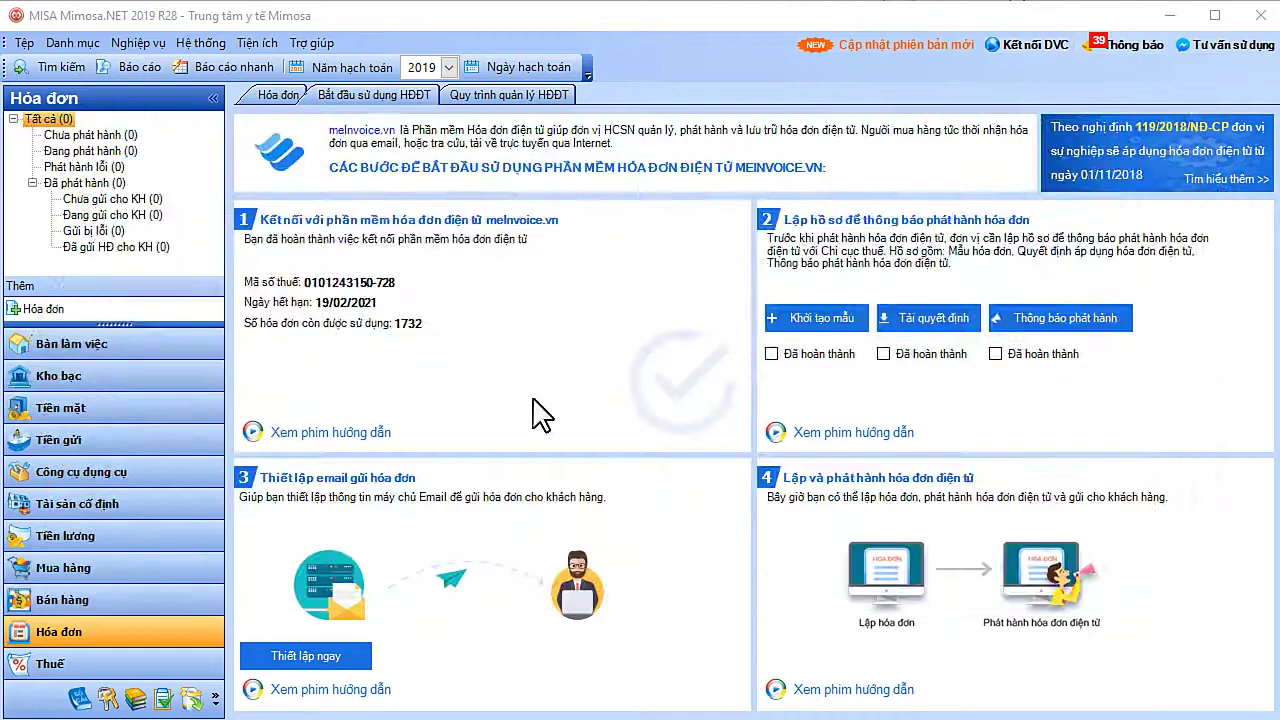 MISA Mimosa.NET 2019 R28 - Trung tâm y tế Mimosa
Tệp Danh mục Nghiệp vụ Hệ thống Tiện ích Trợ giúp
NEW Cập nhật phiên bản mới Kết nối DVC 39 Thông báo Tư vấn sử dụng
Tìm kiếm Báo cáo Báo cáo nhanh Năm hạch toán 2019 Ngày hạch toán
Hóa đơn
Tất cả (0)
Chưa phát hành (0)
Đang phát hành (0)
Phát hành lỗi (0)
Đã phát hành (0)
Chưa gửi cho KH (0)
Đang gửi cho KH (0)
Gửi bị lỗi (0)
Đã gửi HĐ cho KH (0)
Thêm
Hóa đơn
Bàn làm việc
Kho bạc
Tiền mặt
Tiền gửi
Công cụ dụng cụ
Tài sản cố định
Tiền lương
Mua hàng
Bán hàng
Hóa đơn
Thuế
Hóa đơn Bắt đầu sử dụng HĐĐT Quy trình quản lý HĐĐT
meInvoice.vn là Phần mềm Hóa đơn điện tử giúp đơn vị HCSN quản lý, phát hành và lưu trữ hóa đơn điện tử. Người mua hàng tức thời nhận hóa
đơn qua email, hoặc tra cứu, tải về trực tuyến qua Internet.
CÁC BƯỚC ĐỂ BẮT ĐẦU SỬ DỤNG PHẦN MỀM HÓA ĐƠN ĐIỆN TỬ MEINVOICE.VN:
Theo nghị định 119/2018/NĐ-CP đơn vị
sự nghiệp sẽ áp dụng hóa đơn điện tử từ
ngày 01/11/2018 Tìm hiểu thêm >>
1 Kết nối với phần mềm hóa đơn điện tử meInvoice.vn
Bạn đã hoàn thành việc kết nối phần mềm hóa đơn điện tử
Mã số thuế: 0101243150-728
Ngày hết hạn: 19/02/2021
Số hóa đơn còn được sử dụng: 1732
Xem phim hướng dẫn
2 Lập hồ sơ để thông báo phát hành hóa đơn
Trước khi phát hành hóa đơn điện tử, đơn vị cần lập hồ sơ để thông báo phát hành hóa đơn
điện tử với Chi cục thuế. Hồ sơ gồm: Mẫu hóa đơn, Quyết định áp dụng hóa đơn điện tử,
Thông báo phát hành hóa đơn điện tử.
Khởi tạo mẫu Tải quyết định Thông báo phát hành
Đã hoàn thành Đã hoàn thành Đã hoàn thành
Xem phim hướng dẫn
3 Thiết lập email gửi hóa đơn
Giúp bạn thiết lập thông tin máy chủ Email để gửi hóa đơn cho khách hàng.
Thiết lập ngay
Xem phim hướng dẫn
4 Lập và phát hành hóa đơn điện tử
Bây giờ bạn có thể lập hóa đơn, phát hành hóa đơn điện tử và gửi cho khách hàng.
HÓA ĐƠN HÓA ĐƠN
Lập hóa đơn Phát hành hóa đơn điện tử
Xem phim hướng dẫn